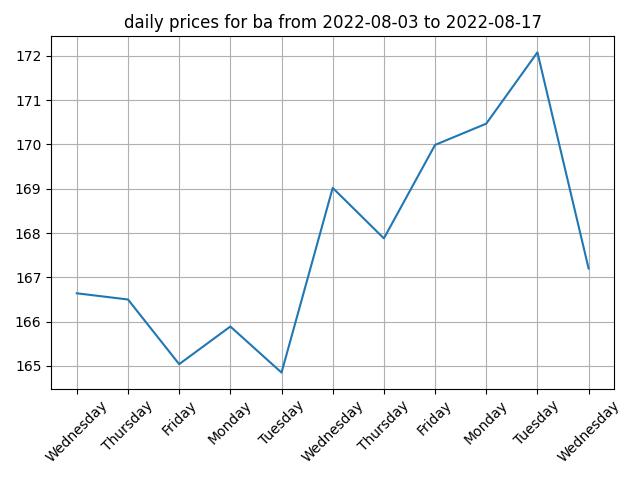 daily prices for ba from 2022-08-03 to 2022-08-17
172
171
170
169
168
167
166
165
Wednesday
Thursday
Friday
Monday
Tuesday
Wednesday
Thursday
Friday
Monday
Tuesday
Wednesday